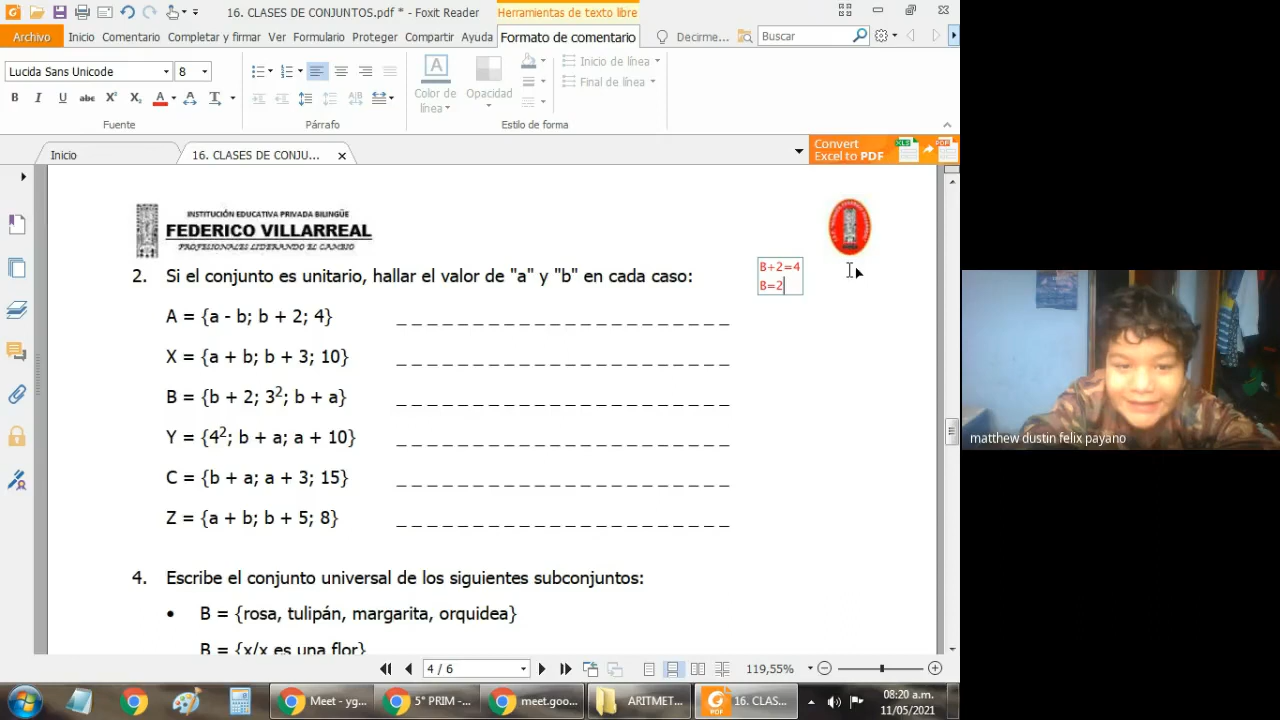 16. CLASES DE CONJUNTOS.pdf * - Foxit Reader
Herramientas de texto libre
Archivo
Inicio
Comentario
Completar y firmar
Ver
Formulario
Proteger
Compartir
Ayuda
Formato de comentario
Decirme...
Buscar
Lucida Sans Unicode
8
Color de línea
Opacidad
Inicio de línea
Final de línea
Fuente
Párrafo
Estilo de forma
Inicio
16. CLASES DE CONJU...
Convert
Excel to PDF
INSTITUCIÓN EDUCATIVA PRIVADA BILINGÜE
FEDERICO VILLARREAL
PROFESIONALES LIDERANDO EL CAMBIO
B+2=4
B=2
2. Si el conjunto es unitario, hallar el valor de "a" y "b" en cada caso:
A = {a - b; b + 2; 4} _ _ _ _ _ _ _ _ _ _ _ _ _ _ _ _ _ _ _ _ _ _
X = {a + b; b + 3; 10} _ _ _ _ _ _ _ _ _ _ _ _ _ _ _ _ _ _ _ _ _
B = {b + 2; 3²; b + a} _ _ _ _ _ _ _ _ _ _ _ _ _ _ _ _ _ _ _ _ _ _
Y = {4²; b + a; a + 10} _ _ _ _ _ _ _ _ _ _ _ _ _ _ _ _ _ _ _ _ _ _
C = {b + a; a + 3; 15} _ _ _ _ _ _ _ _ _ _ _ _ _ _ _ _ _ _ _ _ _ _
Z = {a + b; b + 5; 8} _ _ _ _ _ _ _ _ _ _ _ _ _ _ _ _ _ _ _ _ _ _
4. Escribe el conjunto universal de los siguientes subconjuntos:
• B = {rosa, tulipán, margarita, orquidea}
B = {x/x es una flor}
matthew dustin felix payano
4 / 6
119,55%
Meet - yg...
5° PRIM -...
meet.goo...
ARITMET...
16. CLAS...
08:20 a.m.
11/05/2021